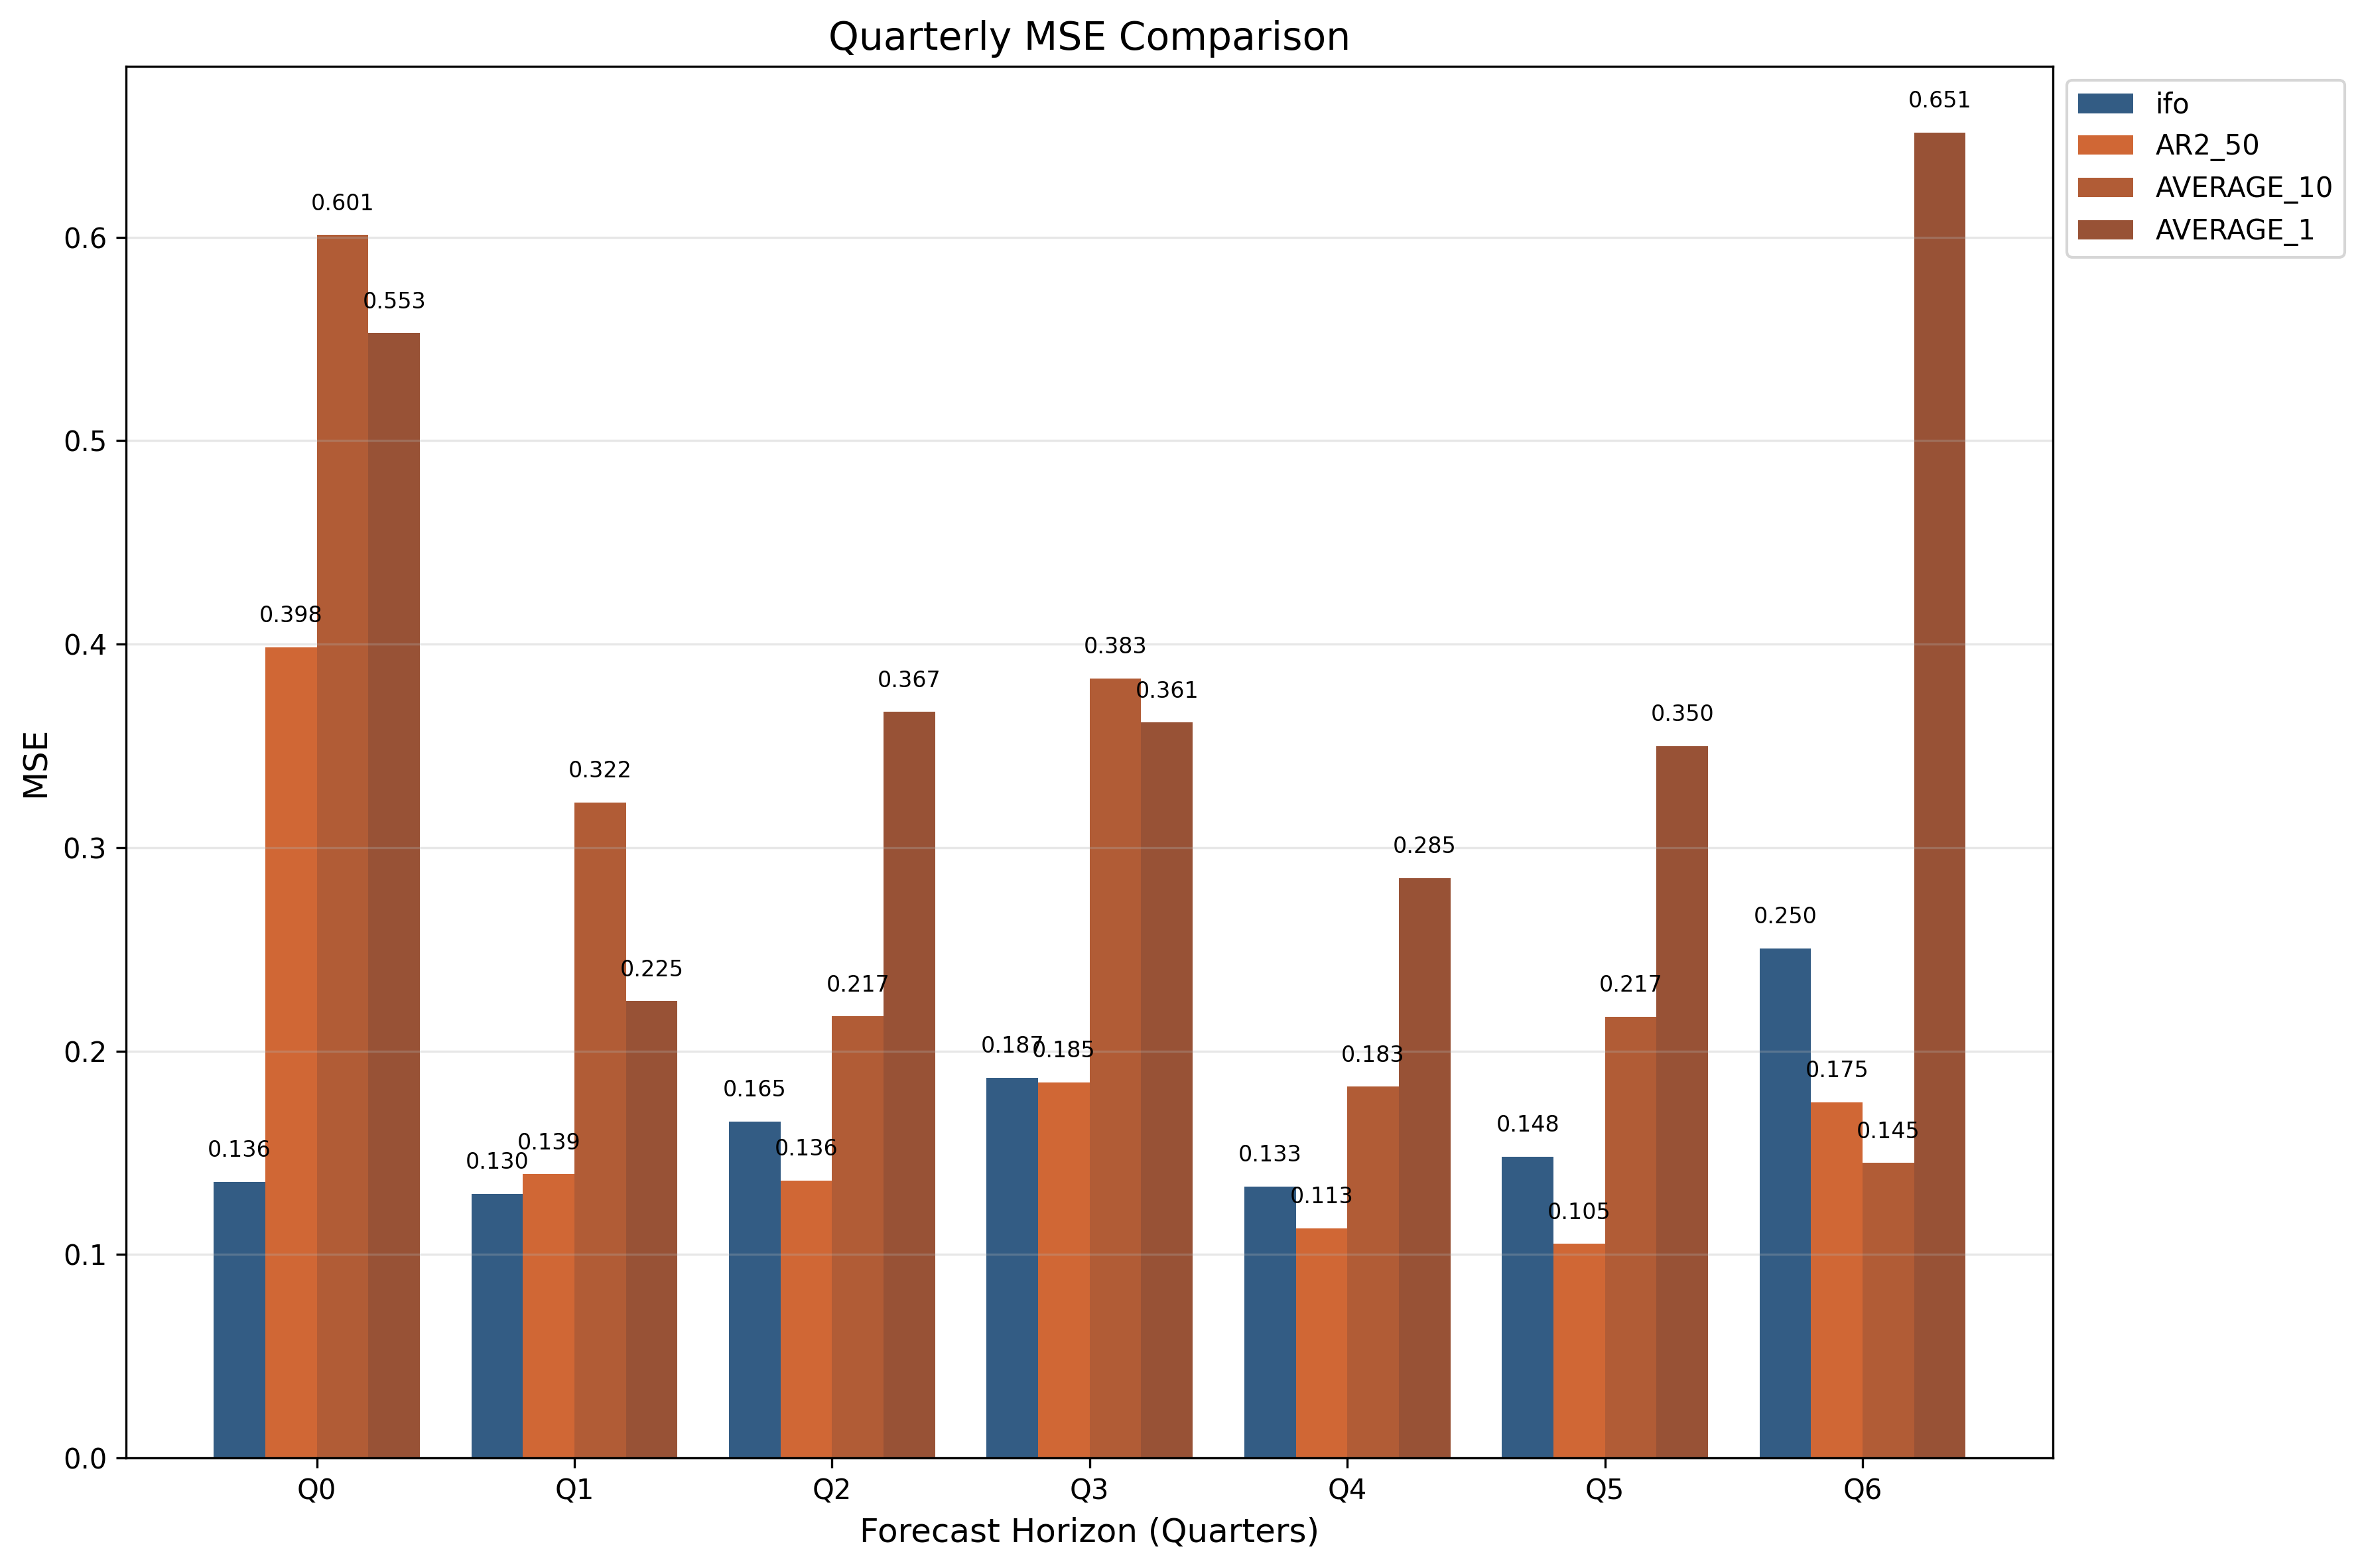 Quarterly MSE Comparison
ifo
AR2_50
AVERAGE_10
AVERAGE_1
MSE
0.6
0.5
0.4
0.3
0.2
0.1
0.0
0.136
0.398
0.601
0.553
0.130
0.139
0.322
0.225
0.165
0.136
0.217
0.367
0.187
0.185
0.383
0.361
0.133
0.113
0.183
0.285
0.148
0.105
0.217
0.350
0.250
0.175
0.145
0.651
Q0
Q1
Q2
Q3
Q4
Q5
Q6
Forecast Horizon (Quarters)